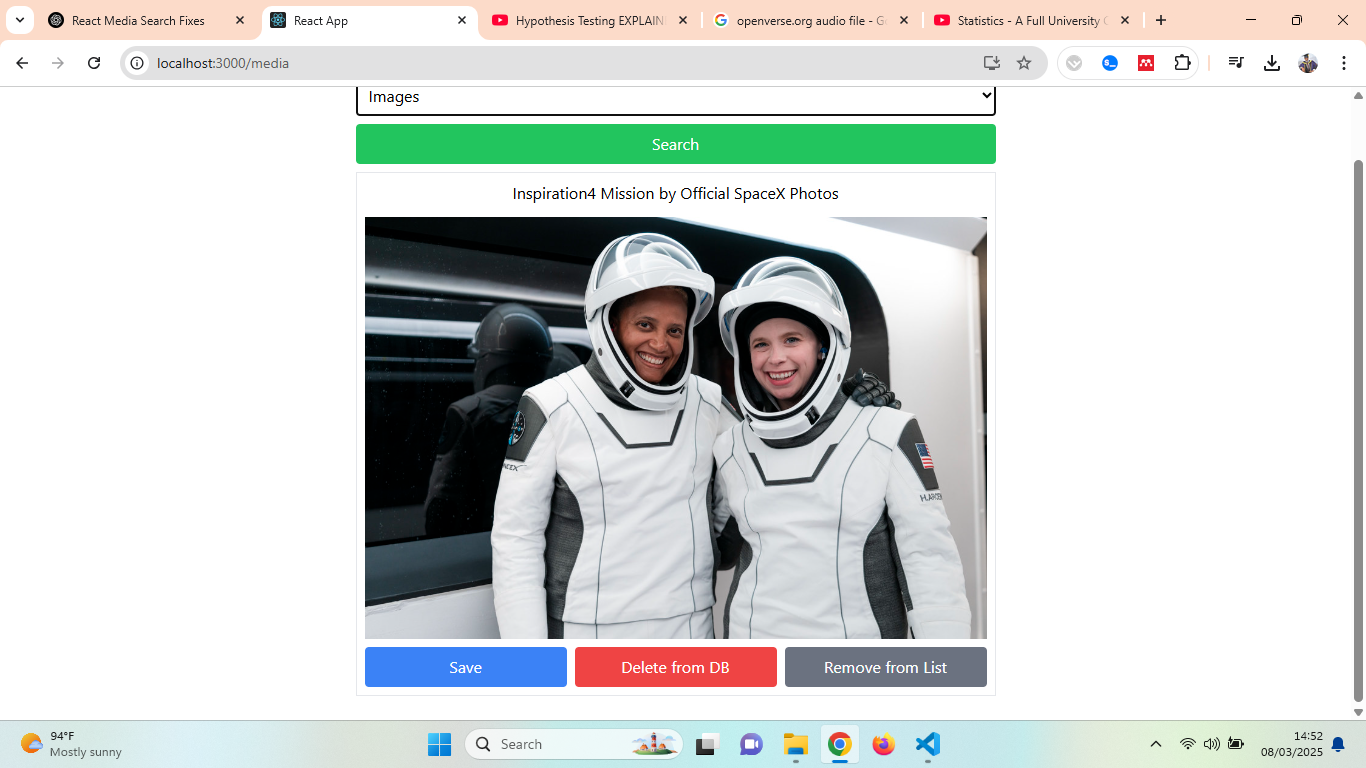 React Media Search Fixes
React App
Hypothesis Testing EXPLAIN
openverse.org audio file - G
Statistics - A Full University
localhost:3000/media
Images
Search
Inspiration4 Mission by Official SpaceX Photos
Save
Delete from DB
Remove from List
94°F
Mostly sunny
Search
14:52
08/03/2025